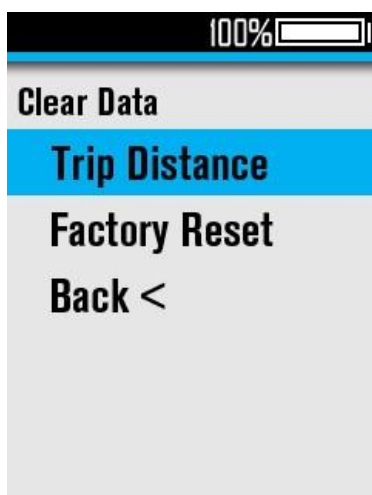 100%
Clear Data
Trip Distance
Factory Reset
Back <